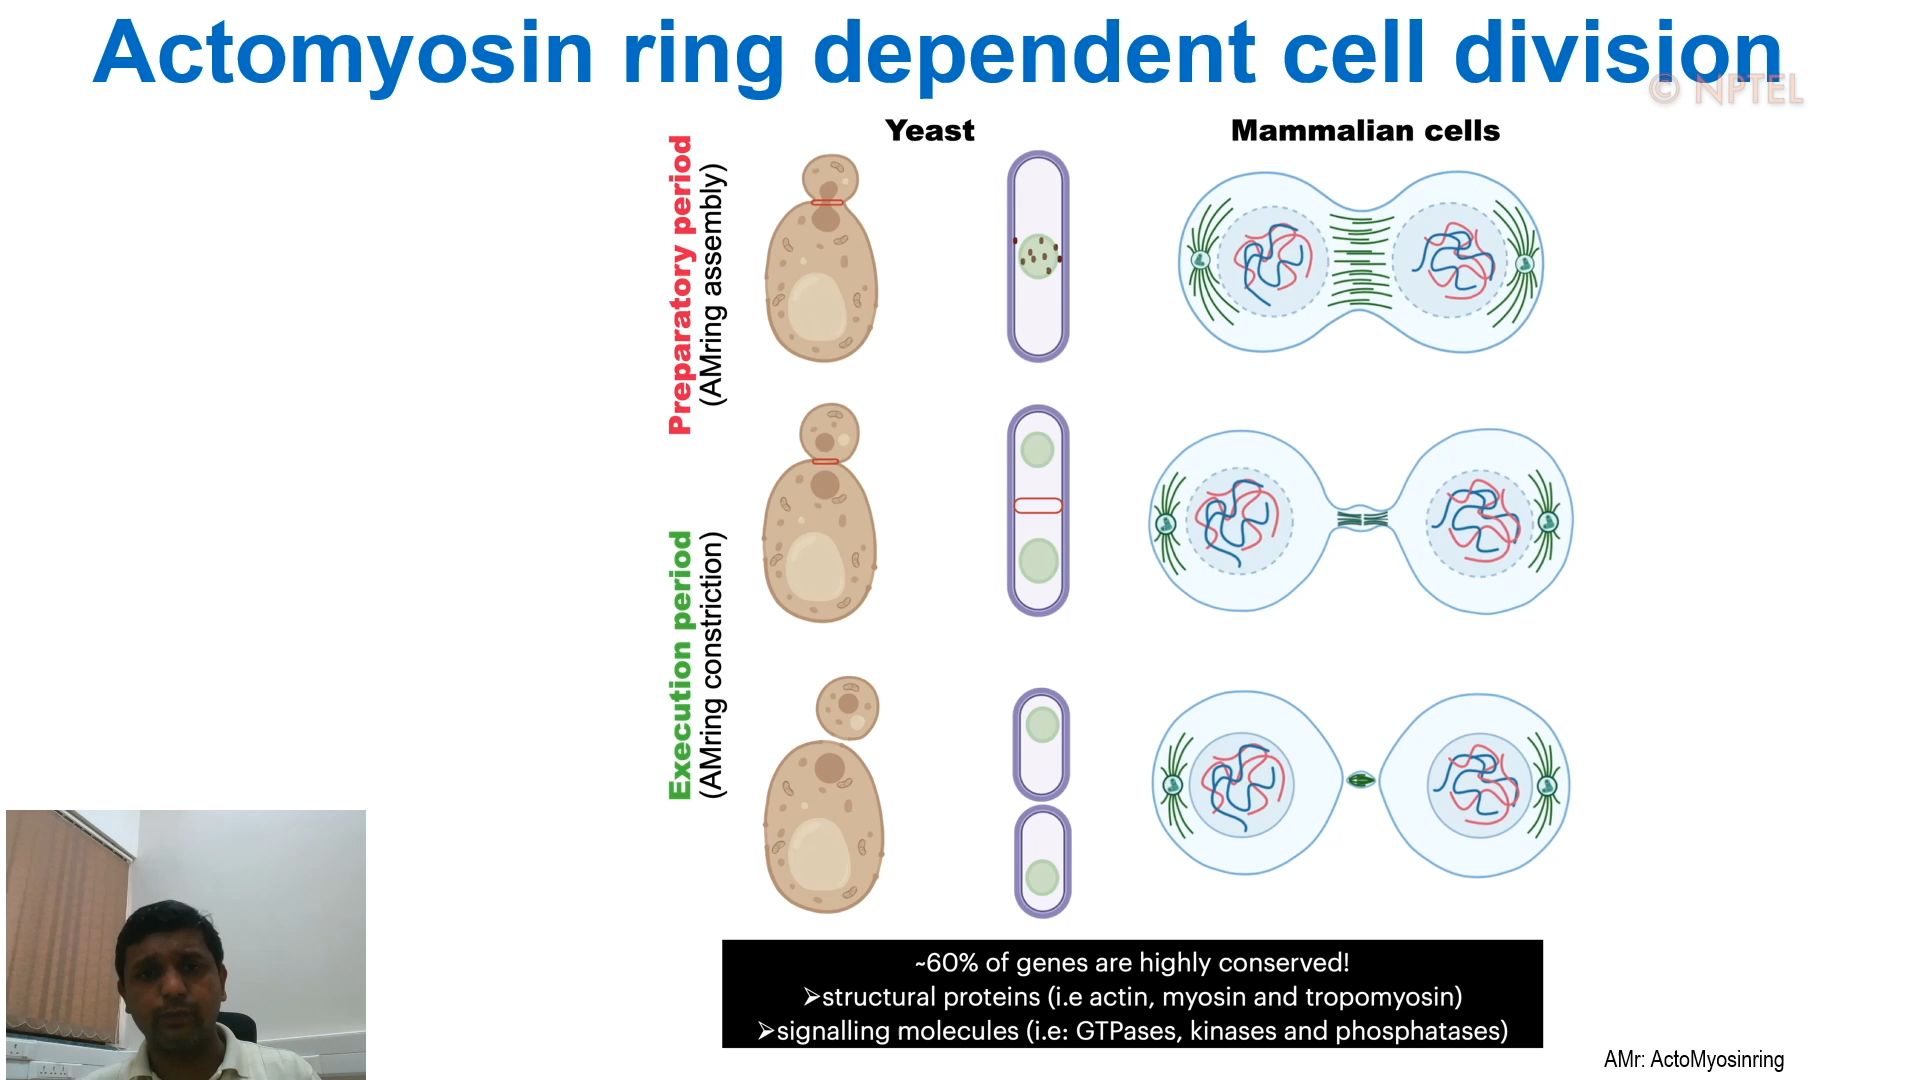 Actomyosin ring dependent cell division
© NPTEL
Yeast
Mammalian cells
Preparatory period
(AMring assembly)
Execution period
(AMring constriction)
~60% of genes are highly conserved!
➢structural proteins (i.e actin, myosin and tropomyosin)
➢signalling molecules (i.e: GTPases, kinases and phosphatases)
AMr: ActoMyosinring